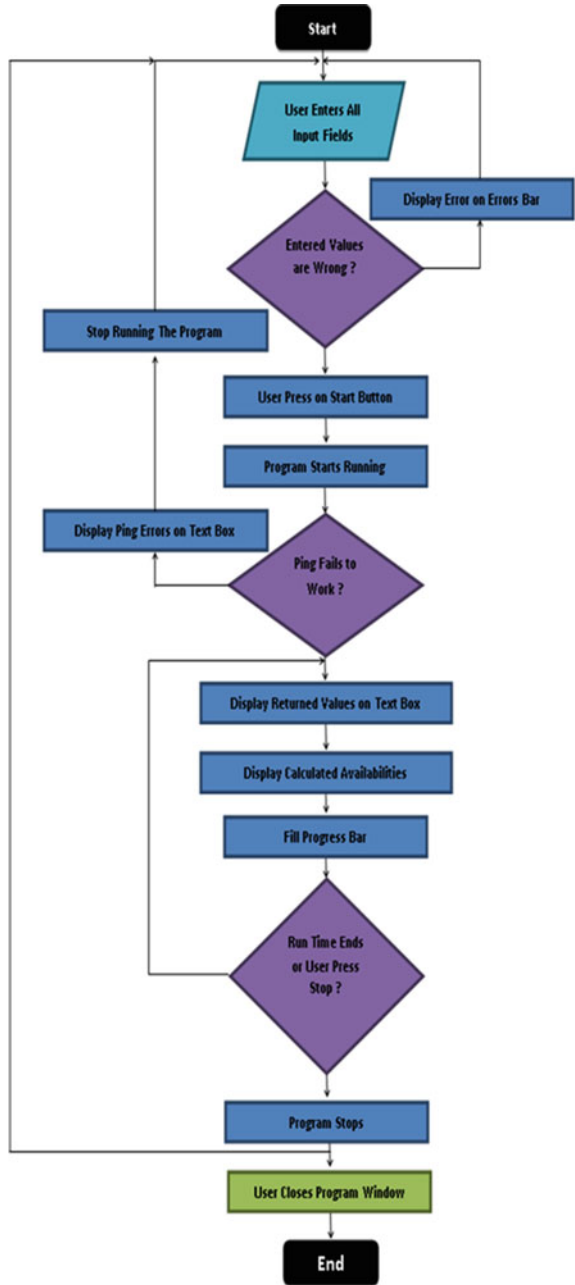 Start
User Enters All
Input Fields
Display Error on Errors Bar
Entered Values
are Wrong ?
Stop Running The Program
User Press on Start Button
Program Starts Running
Display Ping Errors on Text Box
Ping Fails to
Work ?
Display Returned Values on Text Box
Display Calculated Availabilities
Fill Progress Bar
Run Time Ends
or User Press
Stop ?
Program Stops
User Closes Program Window
End